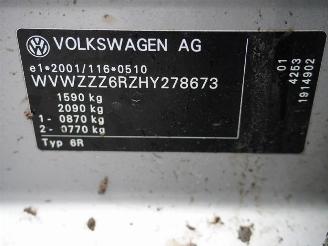 VOLKSWAGEN AG
e1*2001/116*0510
WVWZZZ6RZHY278673
1590 kg
2090 kg
1- 0870 kg
2- 0770 kg
Typ 6R
01
4253
1914902